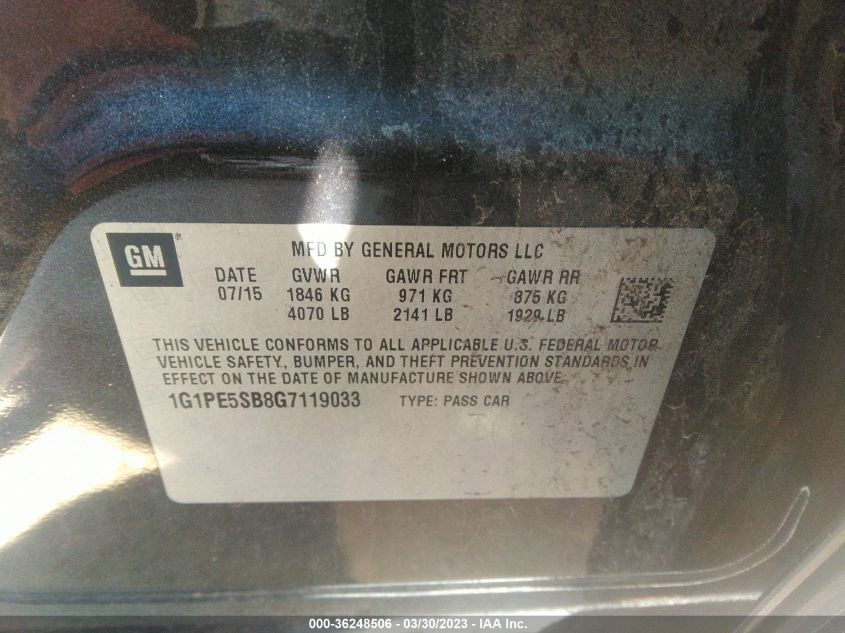 GM®
MFD BY GENERAL MOTORS LLC
DATE GVWR GAWR FRT GAWR RR
07/15 1846 KG 971 KG 875 KG
4070 LB 2141 LB 1929 LB
THIS VEHICLE CONFORMS TO ALL APPLICABLE U.S. FEDERAL MOTOR
VEHICLE SAFETY, BUMPER, AND THEFT PREVENTION STANDARDS IN
EFFECT ON THE DATE OF MANUFACTURE SHOWN ABOVE.
1G1PE5SB8G7119033 TYPE: PASS CAR
000-36248506 - 03/30/2023 - IAA Inc.